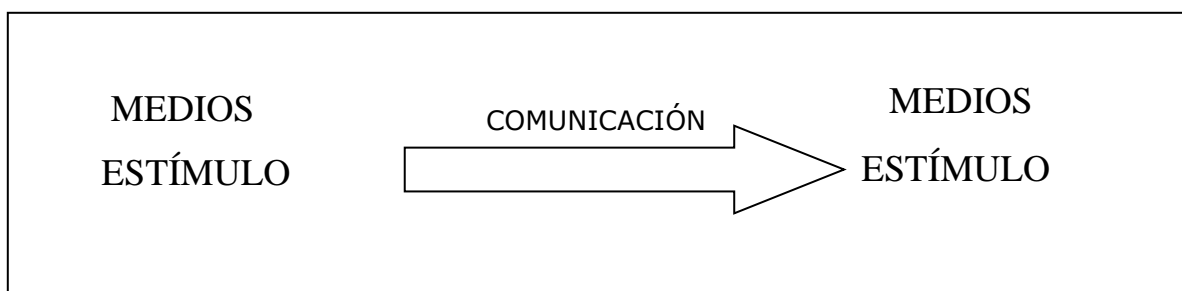 MEDIOS
ESTÍMULO
COMUNICACIÓN
MEDIOS
ESTÍMULO